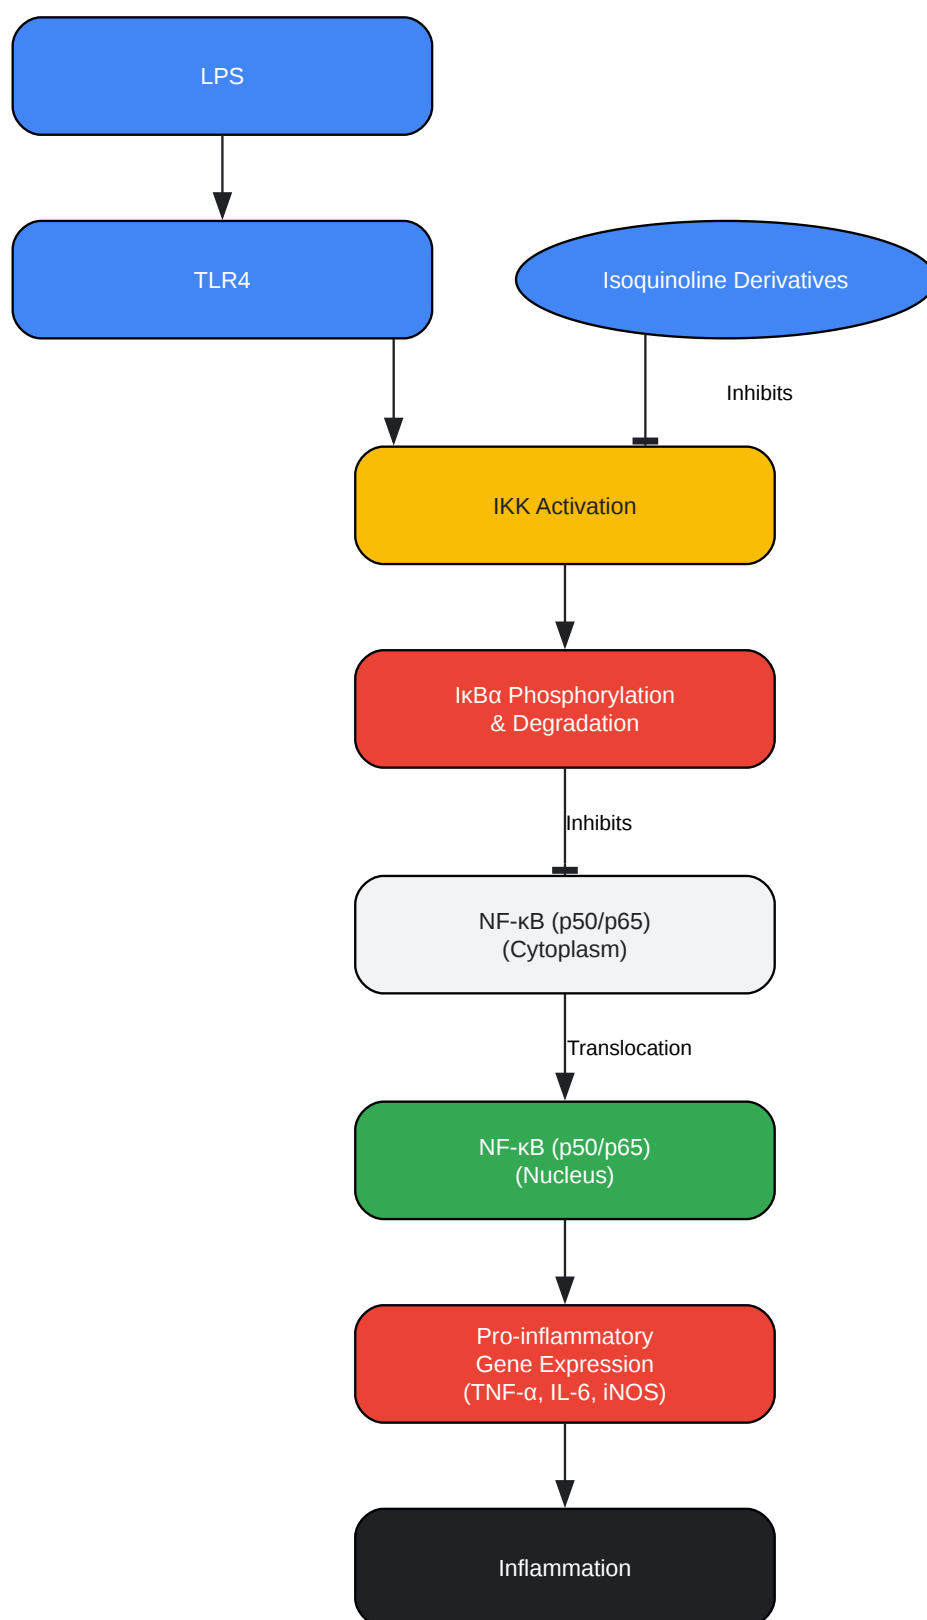 LPS
TLR4
Isoquinoline Derivatives
Inhibits
IKK Activation
IκBα Phosphorylation
& Degradation
Inhibits
NF-κB (p50/p65)
(Cytoplasm)
Translocation
NF-κB (p50/p65)
(Nucleus)
Pro-inflammatory
Gene Expression
(TNF-α, IL-6, iNOS)
Inflammation